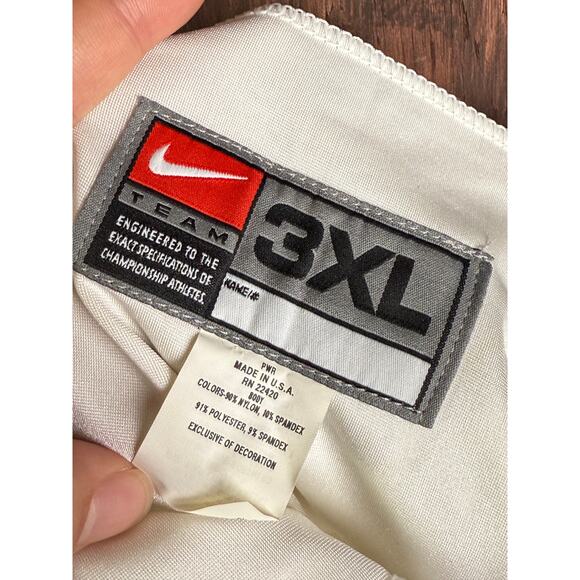 TEAM
ENGINEERED TO THE
EXACT SPECIFICATIONS OF
CHAMPIONSHIP ATHLETES.
3XL
NAME/#:
PWR
MADE IN U.S.A.
RN 22420
BODY
COLORS-90% NYLON, 10% SPANDEX
91% POLYESTER, 9% SPANDEX
EXCLUSIVE OF DECORATION